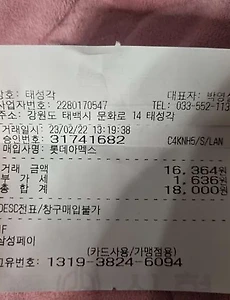 상호: 태성각 대표자: 박영
사업자번호: 2280170547 TEL: 033-552-113
주소: 강원도 태백시 문화로 14 태성각
거래일시: 23/02/22 13:19:38
승인번호: 31741682 C4KNH5/S/LAN
매입사명: 롯데아멕스
거래 금액 16,364원
부 가 세 1,636원
총 합 계 18,000원
DESC전표/창구매입불가
IF
삼성페이
(카드사용/가맹점용)
고유번호: 1319-3824-6094